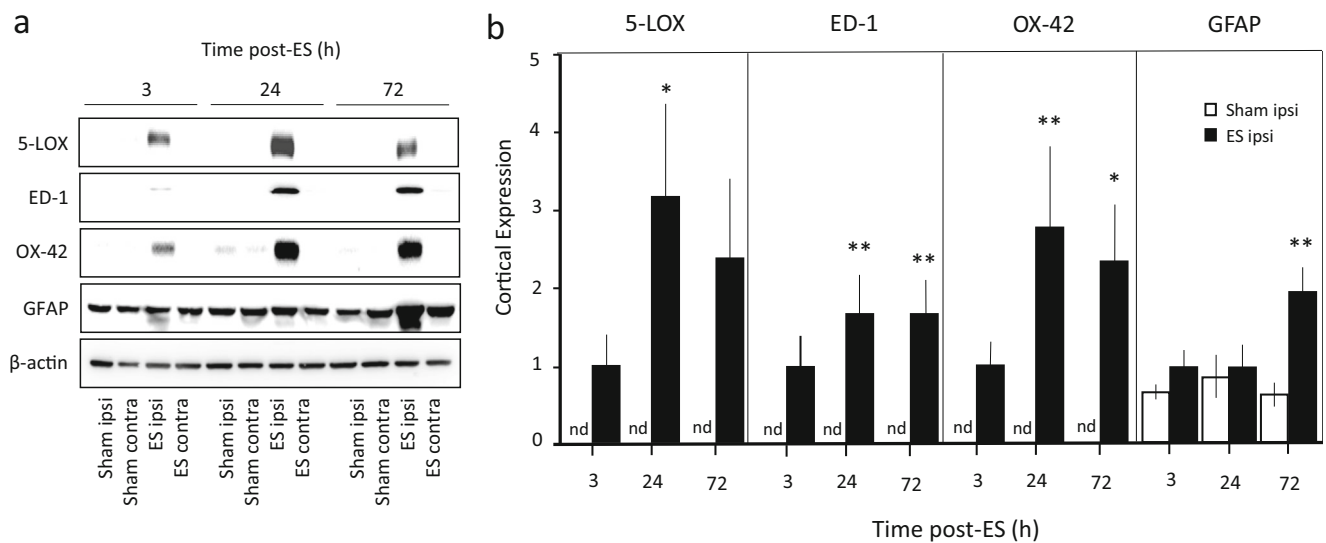 a
Time post-ES (h)
3 24 72
5-LOX
ED-1
OX-42
GFAP
β-actin
Sham ipsi
Sham contra
ES ipsi
ES contra
Sham ipsi
Sham contra
ES ipsi
ES contra
Sham ipsi
Sham contra
ES ipsi
ES contra
b
5-LOX ED-1 OX-42 GFAP
Cortical Expression
5
4
3
2
1
0
* ** ** ** * **
Sham ipsi
ES ipsi
nd nd nd nd nd nd nd nd nd
3 24 72 3 24 72 3 24 72 3 24 72
Time post-ES (h)